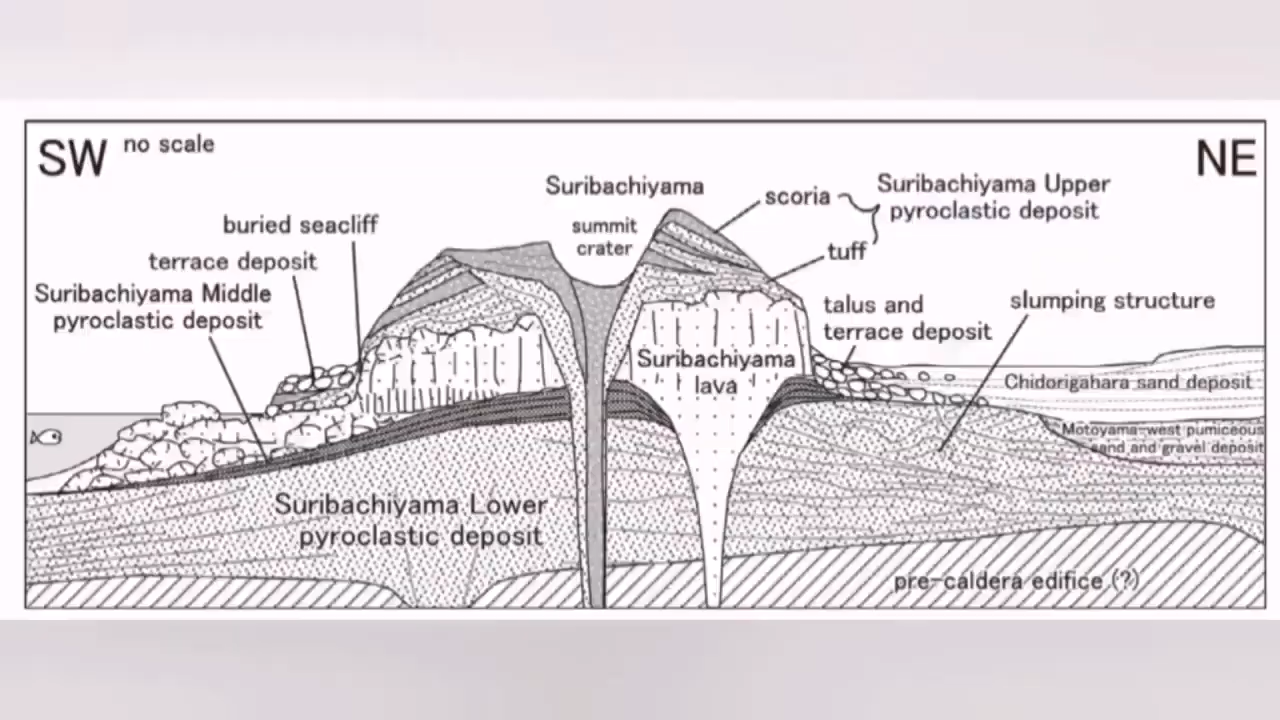 SW no scale
NE
Suribachiyama
summit
crater
scoria
Suribachiyama Upper
pyroclastic deposit
tuff
buried seacliff
terrace deposit
Suribachiyama Middle
pyroclastic deposit
talus and
terrace deposit
slumping structure
Suribachiyama
lava
Chidorigahara sand deposit
Motoyama-west pumiceous
sand and gravel deposit
Suribachiyama Lower
pyroclastic deposit
pre-caldera edifice (?)